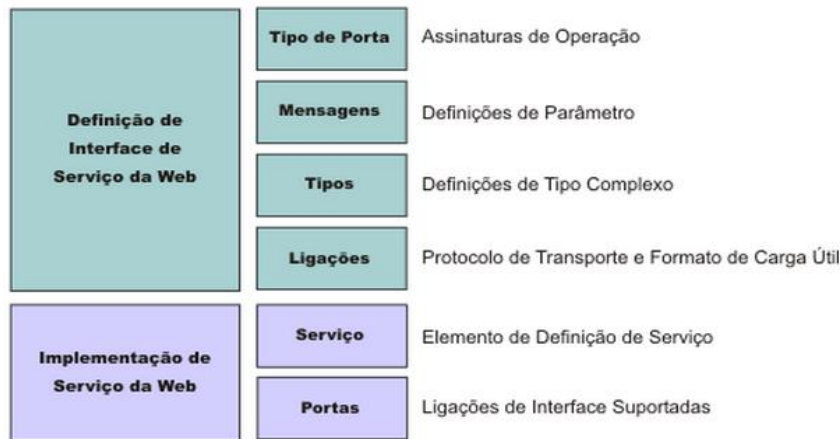 Definição de
Interface de
Serviço da Web
Tipo de Porta
Assinaturas de Operação
Mensagens
Definições de Parâmetro
Tipos
Definições de Tipo Complexo
Ligações
Protocolo de Transporte e Formato de Carga Útil
Implementação de
Serviço da Web
Serviço
Elemento de Definição de Serviço
Portas
Ligações de Interface Suportadas